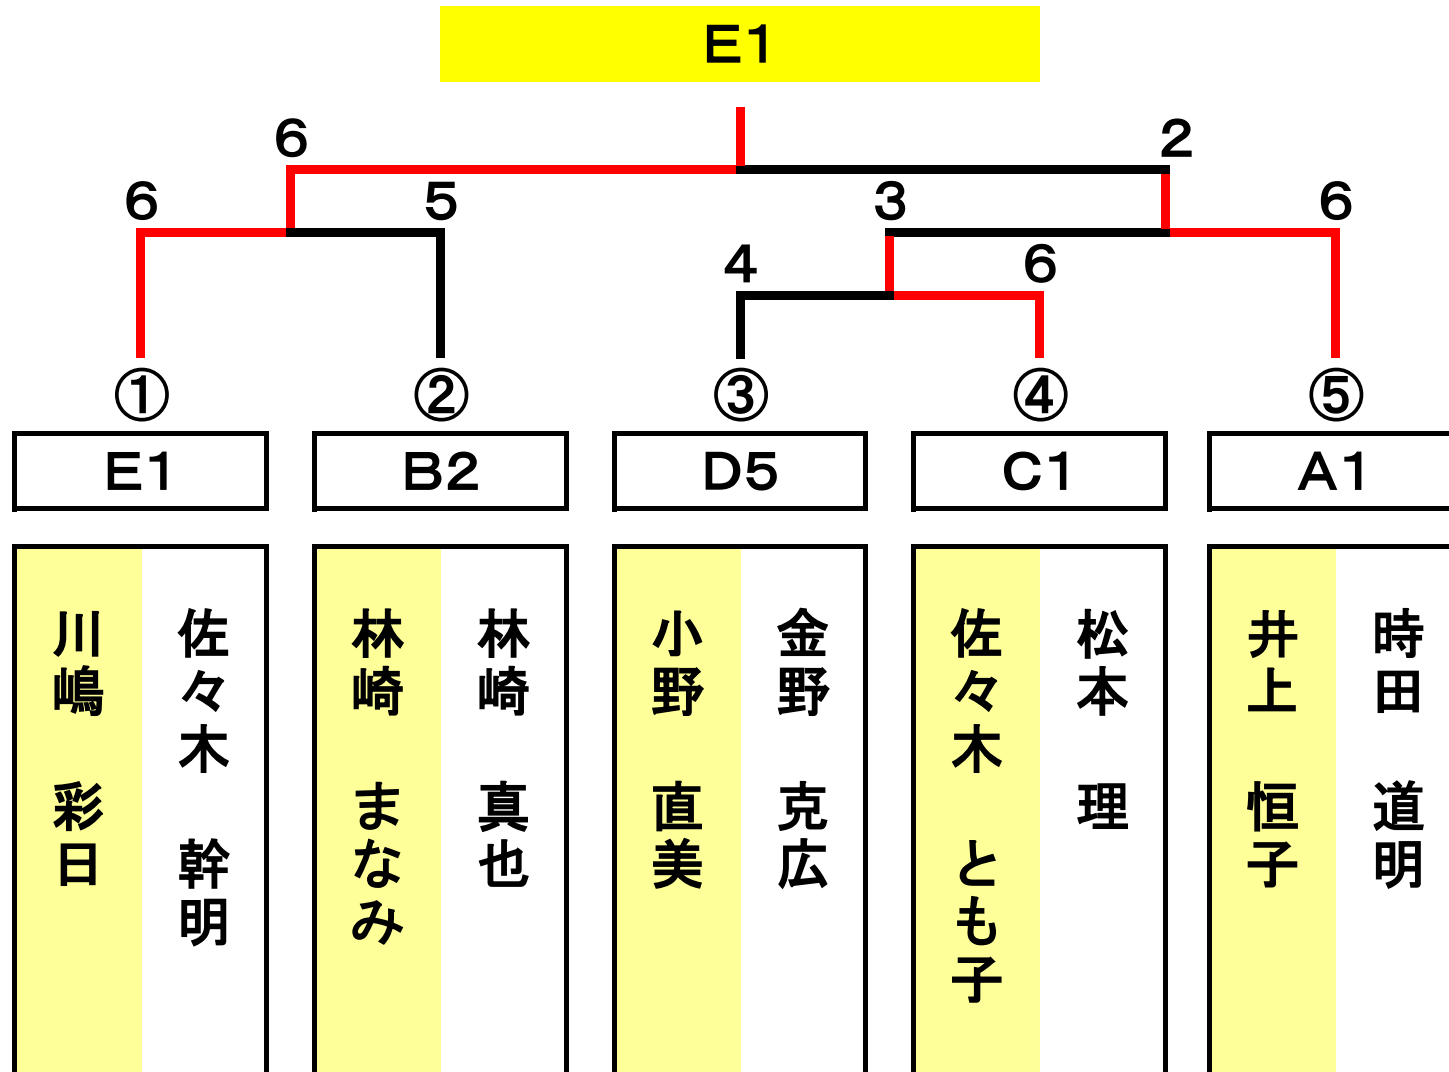 E1
6 2
6 5 3 6
4 6
① ② ③ ④ ⑤
E1 B2 D5 C1 A1
川嶋 彩日
佐々木 幹明
林崎 まなみ
林崎 真也
小野 直美
金野 克広
佐々木 とも子
松本 理
井上 恒子
時田 道明